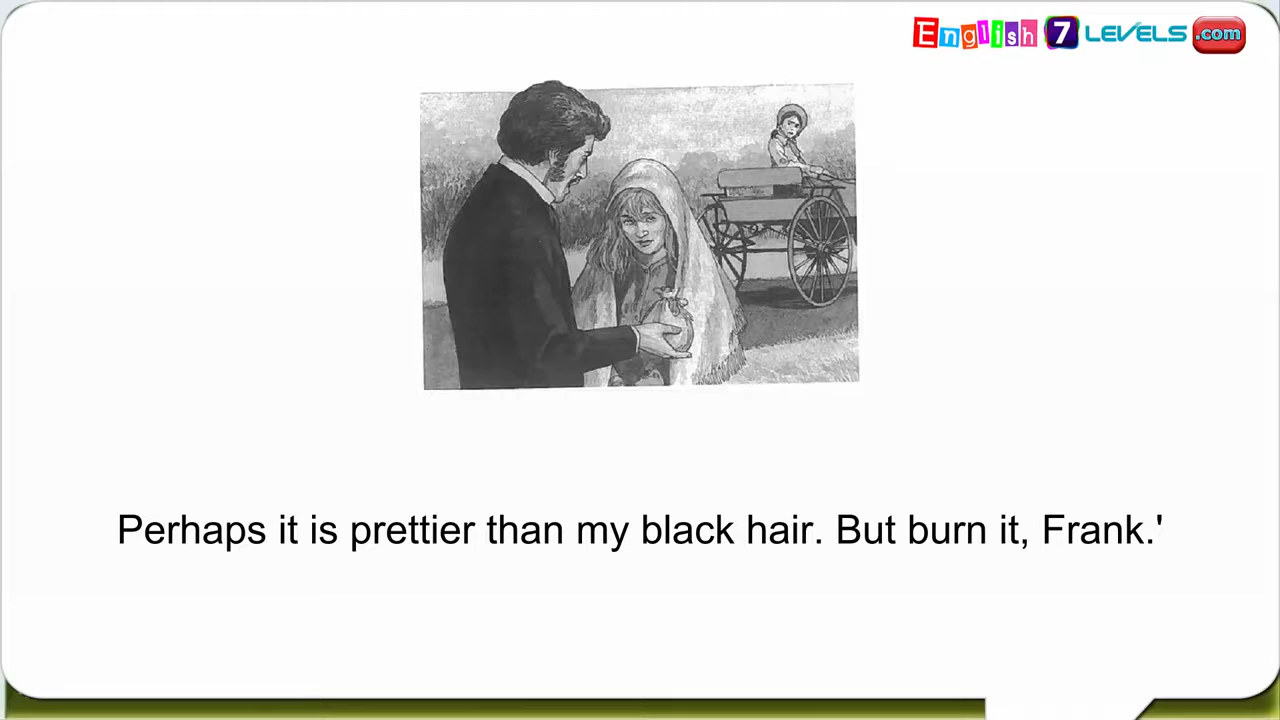 English 7 LEVELS .com
Perhaps it is prettier than my black hair. But burn it, Frank.'